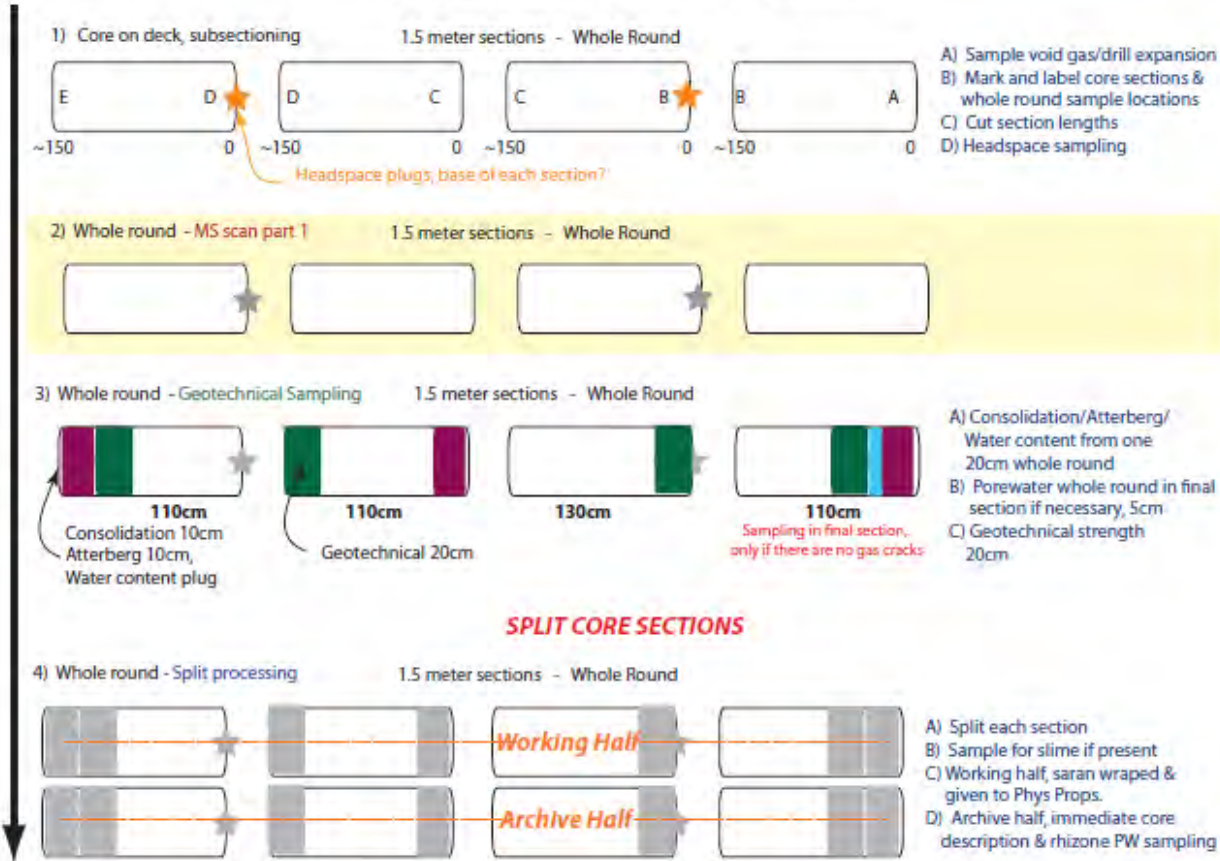 1) Core on deck, subsectioning 1.5 meter sections - Whole Round
E D D C C B B A
~150 0 ~150 0 ~150 0 ~150 0
Headspace plugs, base of each section?
A) Sample void gas/drill expansion
B) Mark and label core sections &
whole round sample locations
C) Cut section lengths
D) Headspace sampling
2) Whole round - MS scan part 1 1.5 meter sections - Whole Round
3) Whole round - Geotechnical Sampling 1.5 meter sections - Whole Round
110cm 110cm 130cm 110cm
Consolidation 10cm
Atterberg 10cm,
Water content plug
Geotechnical 20cm
Sampling in final section,
only if there are no gas cracks
A) Consolidation/Atterberg/
Water content from one
20cm whole round
B) Porewater whole round in final
section if necessary, 5cm
C) Geotechnical strength
20cm
SPLIT CORE SECTIONS
4) Whole round - Split processing 1.5 meter sections - Whole Round
Working Half
Archive Half
A) Split each section
B) Sample for slime if present
C) Working half, saran wraped &
given to Phys Props.
D) Archive half, immediate core
description & rhizone PW sampling